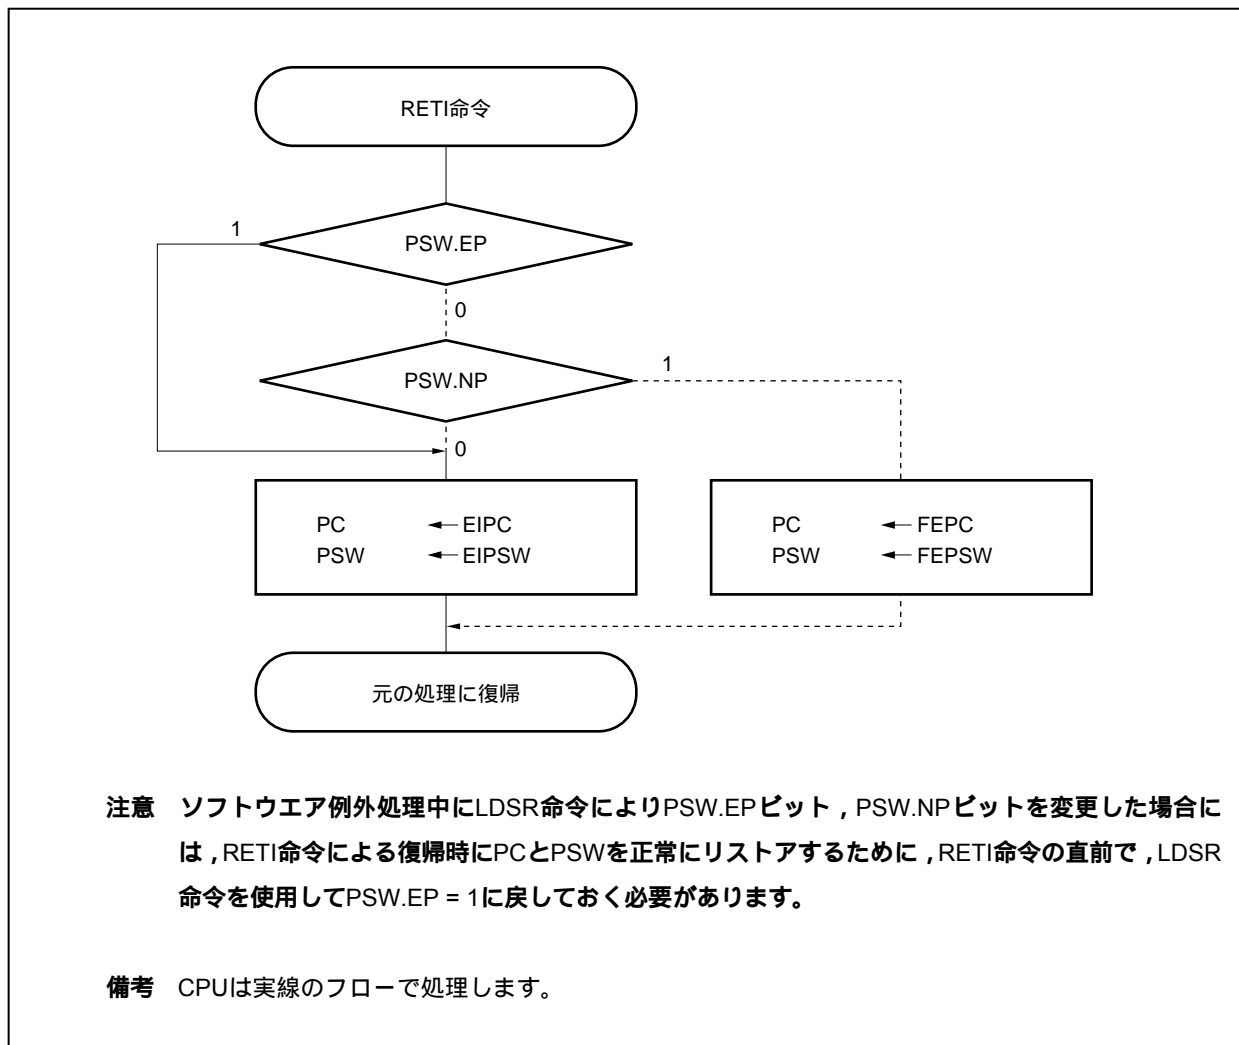 RETI命令
1
PSW.EP
0
PSW.NP
1
0
PC ← EIPC
PSW ← EIPSW
PC ← FEPC
PSW ← FEPSW
元の処理に復帰
注意 ソフトウエア例外処理中にLDSR命令によりPSW.EPビット，PSW.NPビットを変更した場合に
は，RETI命令による復帰時にPCとPSWを正常にリストアするために，RETI命令の直前で，LDSR
命令を使用してPSW.EP = 1に戻しておく必要があります。
備考 CPUは実線のフローで処理します。